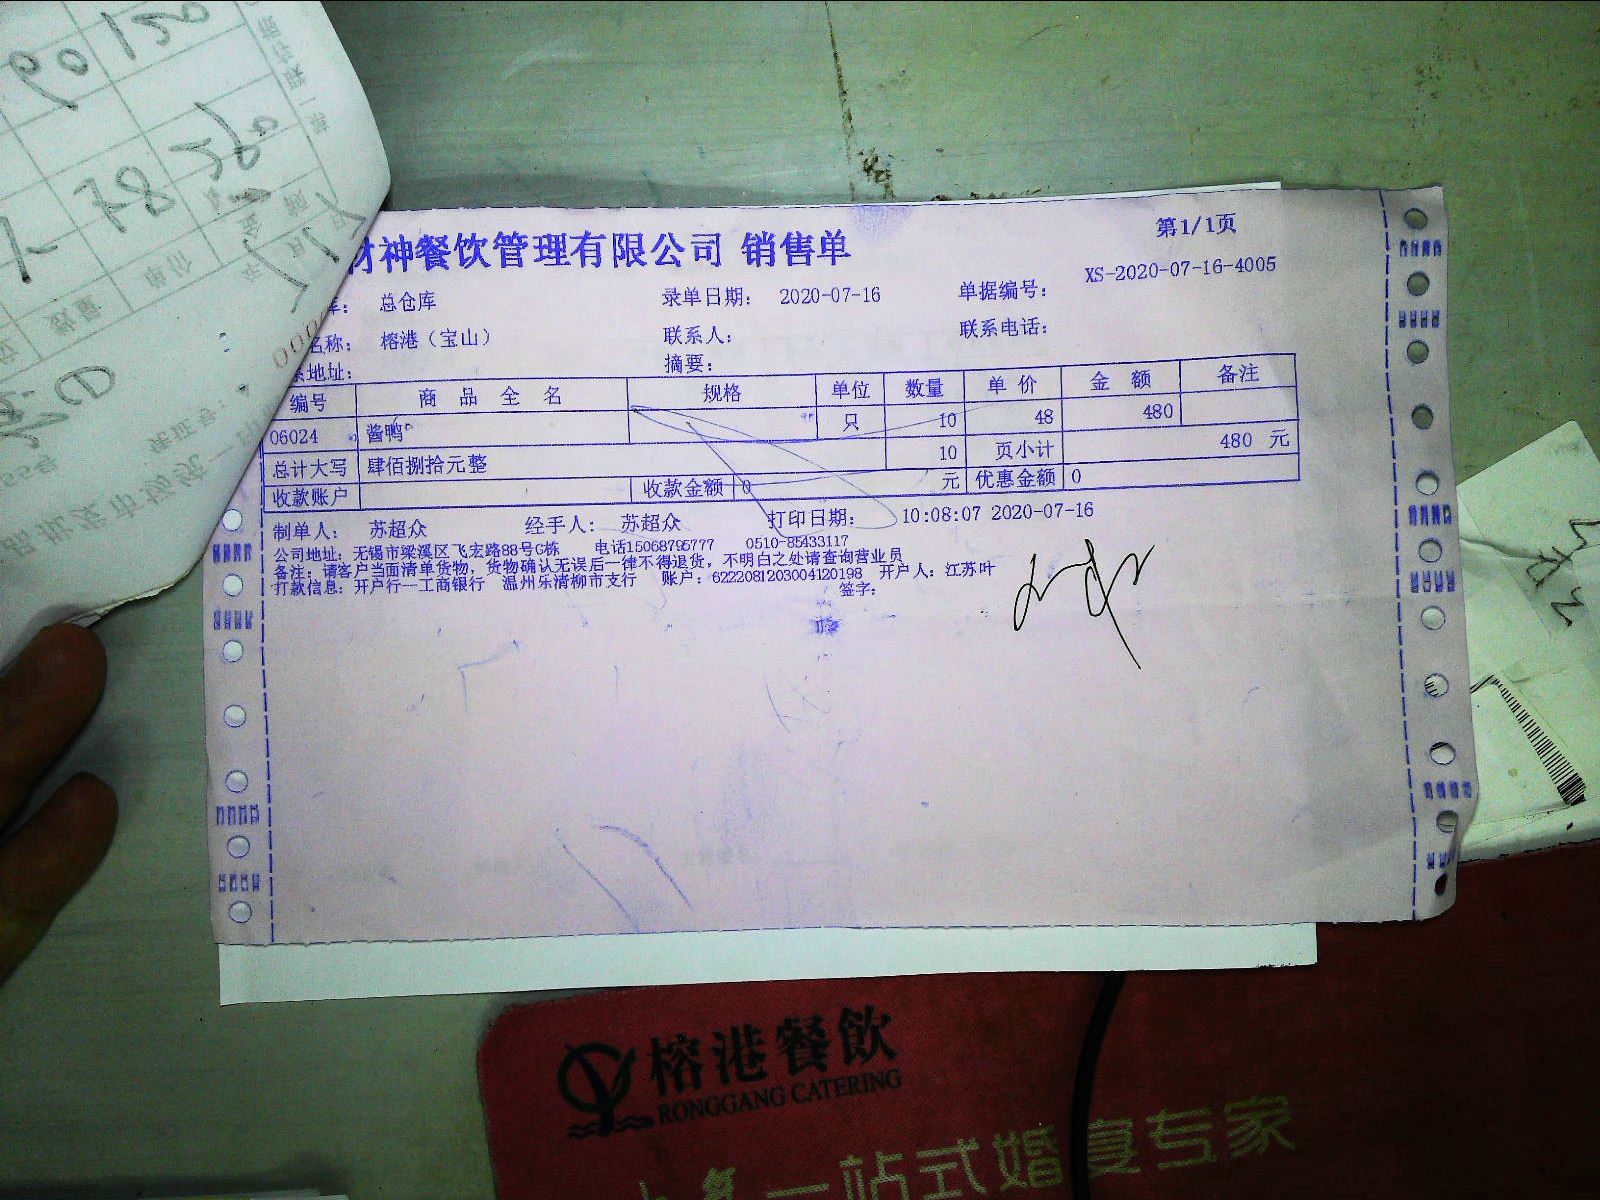 财神餐饮管理有限公司 销售单
第1/1页
库： 总仓库 录单日期： 2020-07-16 单据编号： XS-2020-07-16-4005
名称： 榕港（宝山） 联系人： 联系电话：
地址： 摘要：
编号 商品全名 规格 单位 数量 单价 金额 备注
06024 酱鸭 只 10 48 480
总计大写 肆佰捌拾元整 10 页小计 480 元
收款账户 收款金额 0 元 优惠金额 0
制单人： 苏超众 经手人： 苏超众 打印日期： 10:08:07 2020-07-16
公司地址：无锡市梁溪区飞宏路88号G栋 电话15068795777 0510-85433117
备注：请客户当面清单货物，货物确认无误后一律不得退货，不明白之处请查询营业员
打款信息：开户行--工商银行 温州乐清柳市支行 账户：6222081203004120198 开户人：江苏叶
签字：
榕港餐飲
RONGGANG CATERING
一站式婚宴专家